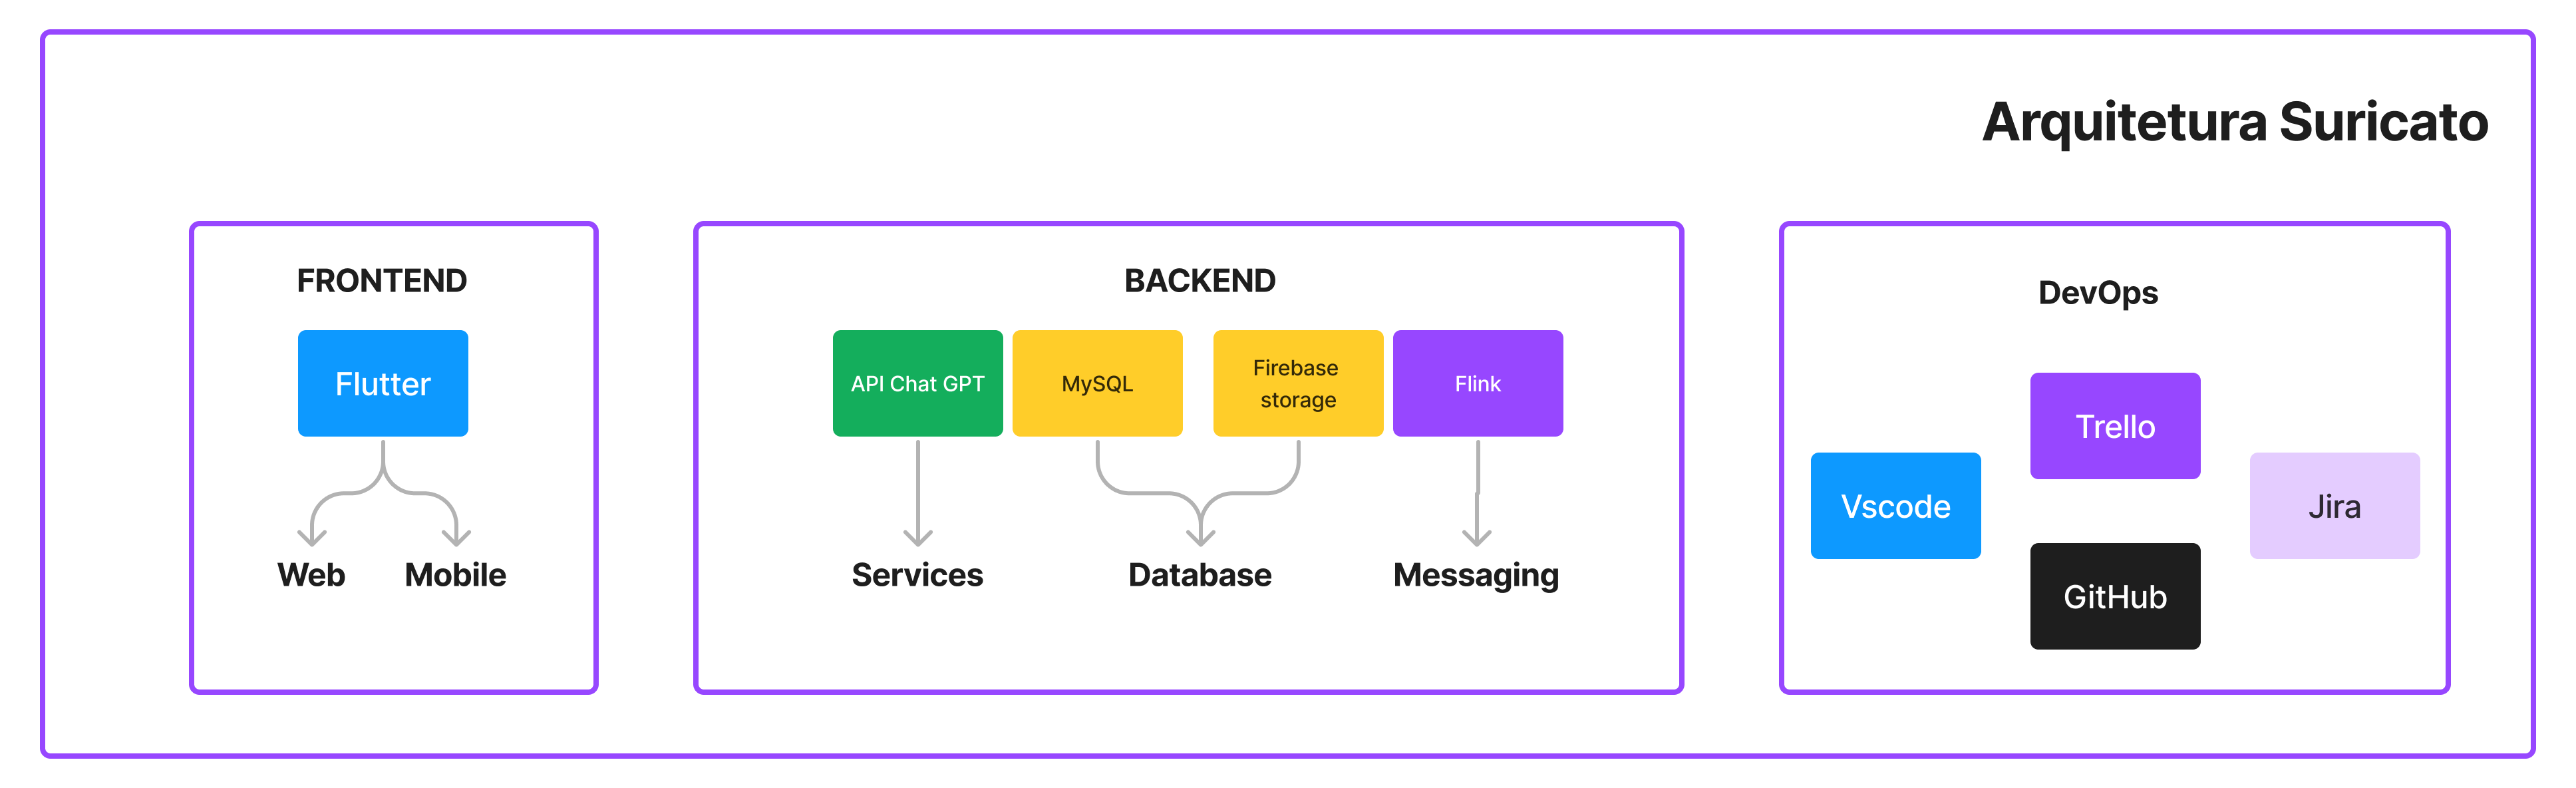 Arquitetura Suricato
FRONTEND
Flutter
Web
Mobile
BACKEND
API Chat GPT
MySQL
Firebase
storage
Flink
Services
Database
Messaging
DevOps
Trello
Vscode
Jira
GitHub